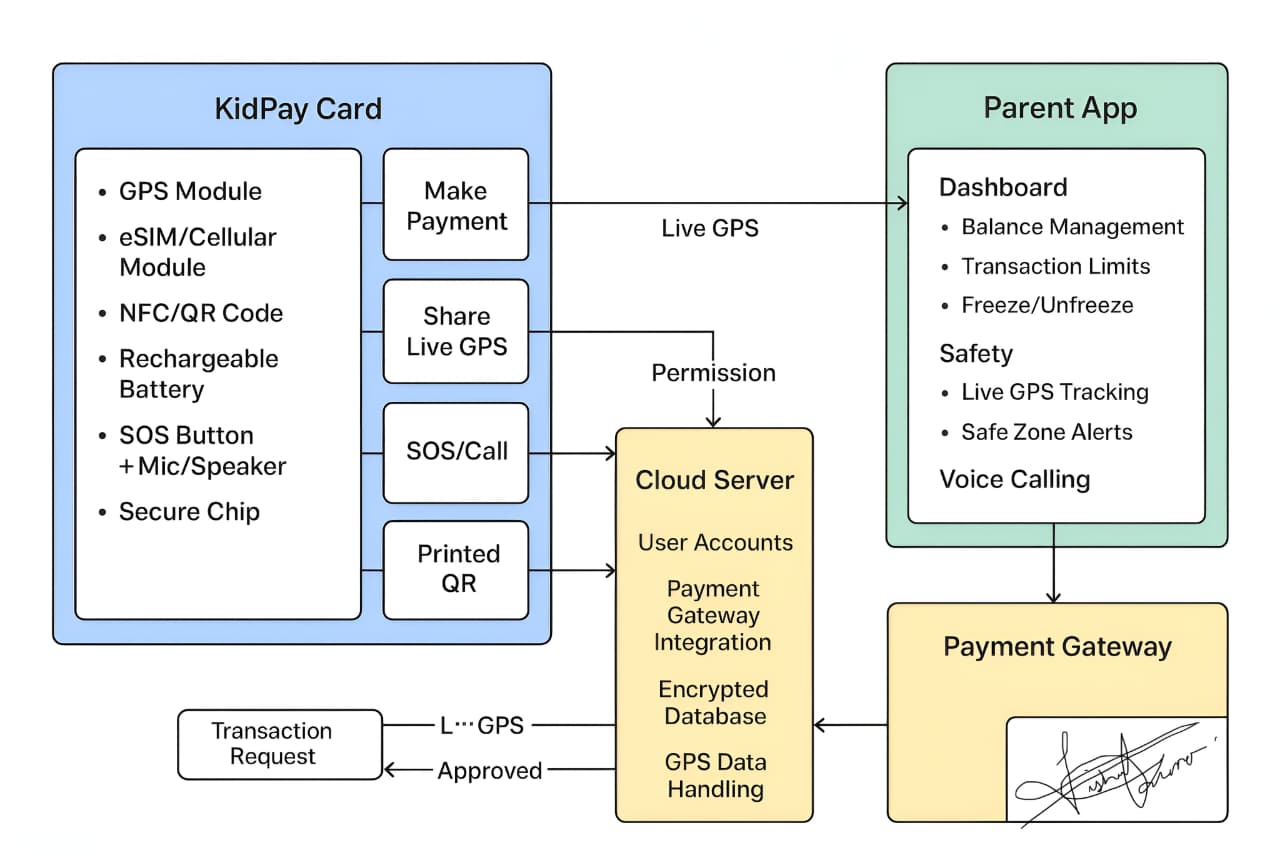 KidPay Card
• GPS Module
• eSIM/Cellular
Module
• NFC/QR Code
• Rechargeable
Battery
• SOS Button
+ Mic/Speaker
• Secure Chip
Make
Payment
Share
Live GPS
SOS/Call
Printed
QR
Live GPS
Permission
Parent App
Dashboard
• Balance Management
• Transaction Limits
• Freeze/Unfreeze
Safety
• Live GPS Tracking
• Safe Zone Alerts
Voice Calling
Cloud Server
User Accounts
Payment
Gateway
Integration
Encrypted
Database
GPS Data
Handling
Payment Gateway
Transaction
Request
L··· GPS
Approved